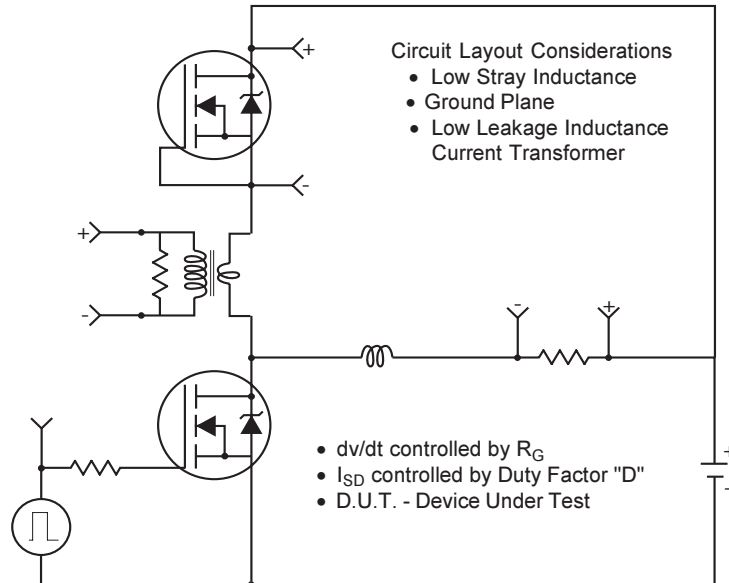 +
Circuit Layout Considerations
• Low Stray Inductance
• Ground Plane
• Low Leakage Inductance
Current Transformer
-
+
-
-
+
• dv/dt controlled by RG
• ISD controlled by Duty Factor "D"
• D.U.T. - Device Under Test
+
-